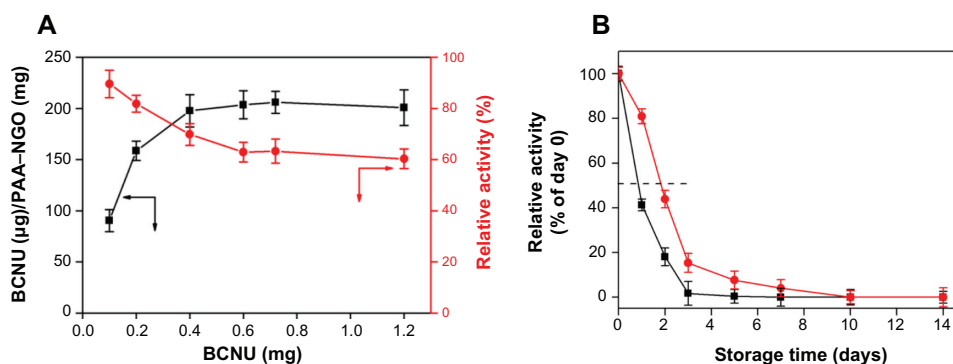 A
BCNU (µg)/PAA–NGO (mg)
250
200
150
100
50
0
0.0 0.2 0.4 0.6 0.8 1.0 1.2
BCNU (mg)
100
80
60
40
20
0
Relative activity (%)
B
Relative activity
(% of day 0)
100
80
60
40
20
0
0 2 4 6 8 10 12 14
Storage time (days)